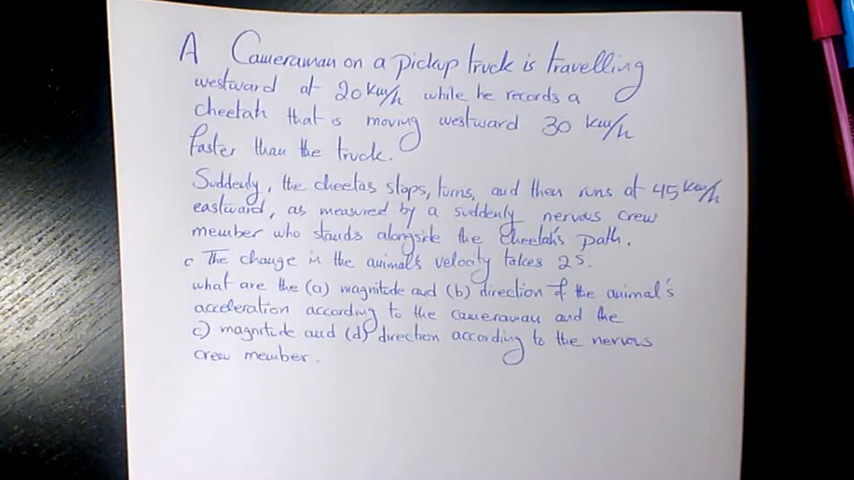 A Cameraman on a pickup truck is travelling
westward at 20 km/h while he records a
cheetah that is moving westward 30 km/h
faster than the truck.
Suddenly, the cheetas stops, turns, and then runs at 45 km/h
eastward, as measured by a suddenly nervous crew
member who stands alongside the cheetah's path.
c The change in the animal's velocity takes 2s.
what are the (a) magnitude and (b) direction of the animal's
acceleration according to the cameraman and the
c) magnitude and (d) direction according to the nervous
crew member.